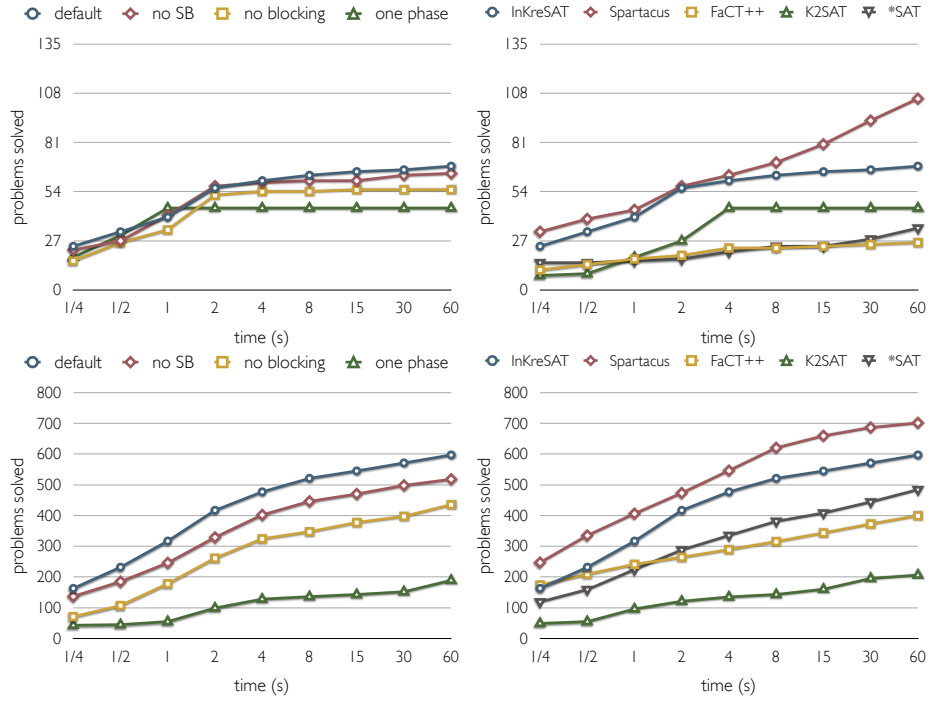 default no SB no blocking one phase
135
108
81
54
27
0
problems solved
1/4 1/2 1 2 4 8 15 30 60
time (s)
InKreSAT Spartacus FaCT++ K2SAT *SAT
135
108
81
54
27
0
problems solved
1/4 1/2 1 2 4 8 15 30 60
time (s)
default no SB no blocking one phase
800
700
600
500
400
300
200
100
0
problems solved
1/4 1/2 1 2 4 8 15 30 60
time (s)
InKreSAT Spartacus FaCT++ K2SAT *SAT
800
700
600
500
400
300
200
100
0
problems solved
1/4 1/2 1 2 4 8 15 30 60
time (s)